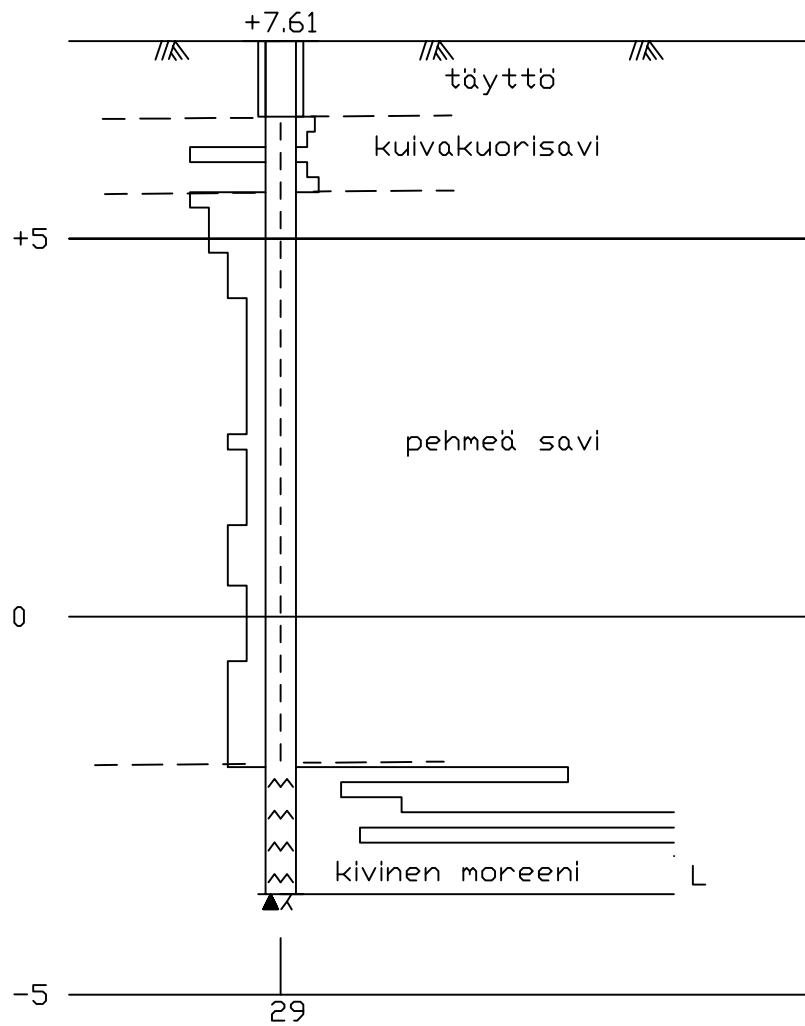 +7.61
täyttö
kuivakuorisavi
+5
pehmeä savi
0
kivinen moreeni
L
-5
29